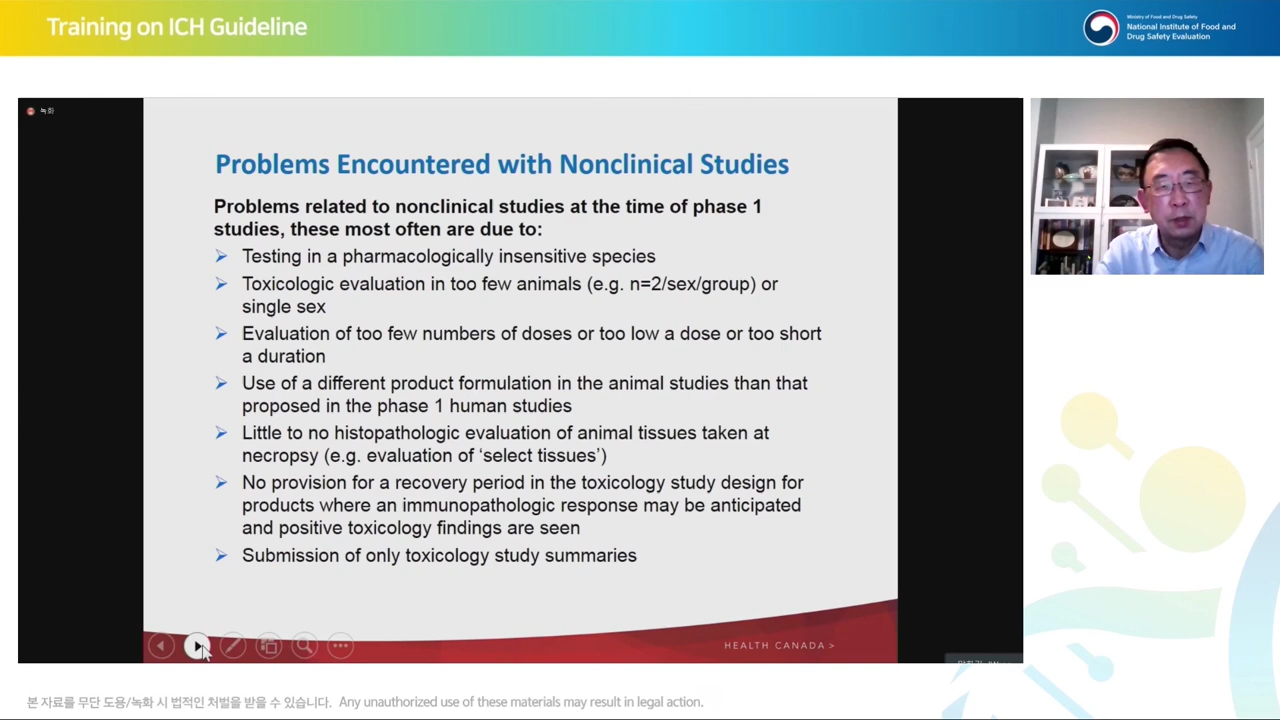 Training on ICH Guideline
Ministry of Food and Drug Safety
National Institute of Food and
Drug Safety Evaluation
녹화
Problems Encountered with Nonclinical Studies
Problems related to nonclinical studies at the time of phase 1
studies, these most often are due to:
➢ Testing in a pharmacologically insensitive species
➢ Toxicologic evaluation in too few animals (e.g. n=2/sex/group) or
single sex
➢ Evaluation of too few numbers of doses or too low a dose or too short
a duration
➢ Use of a different product formulation in the animal studies than that
proposed in the phase 1 human studies
➢ Little to no histopathologic evaluation of animal tissues taken at
necropsy (e.g. evaluation of ‘select tissues’)
➢ No provision for a recovery period in the toxicology study design for
products where an immunopathologic response may be anticipated
and positive toxicology findings are seen
➢ Submission of only toxicology study summaries
HEALTH CANADA >
본 자료를 무단 도용/녹화 시 법적인 처벌을 받을 수 있습니다. Any unauthorized use of these materials may result in legal action.